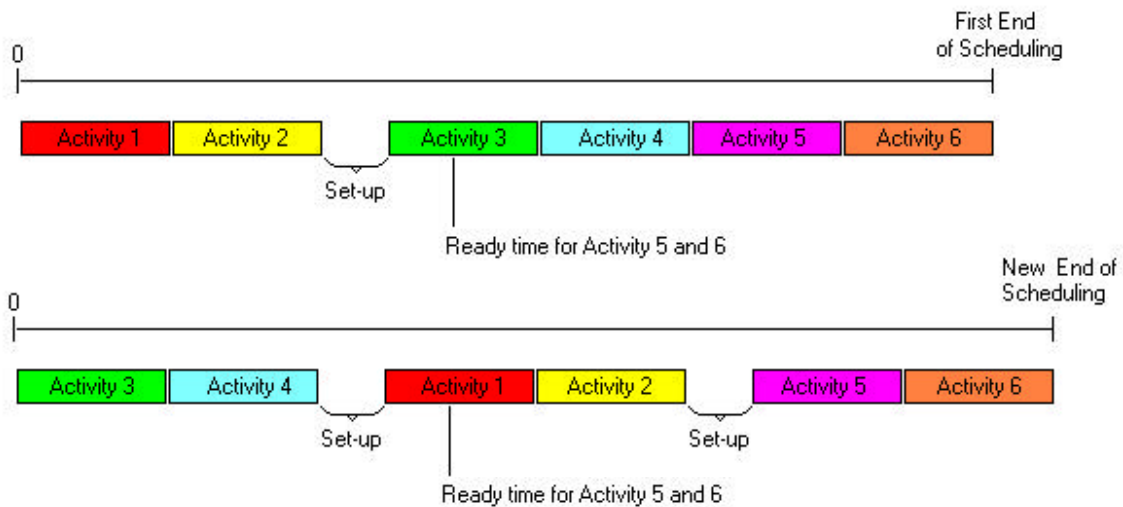 First End
of Scheduling
0
Activity 1 Activity 2 Activity 3 Activity 4 Activity 5 Activity 6
Set-up
Ready time for Activity 5 and 6
New End of
Scheduling
0
Activity 3 Activity 4 Activity 1 Activity 2 Activity 5 Activity 6
Set-up Set-up
Ready time for Activity 5 and 6